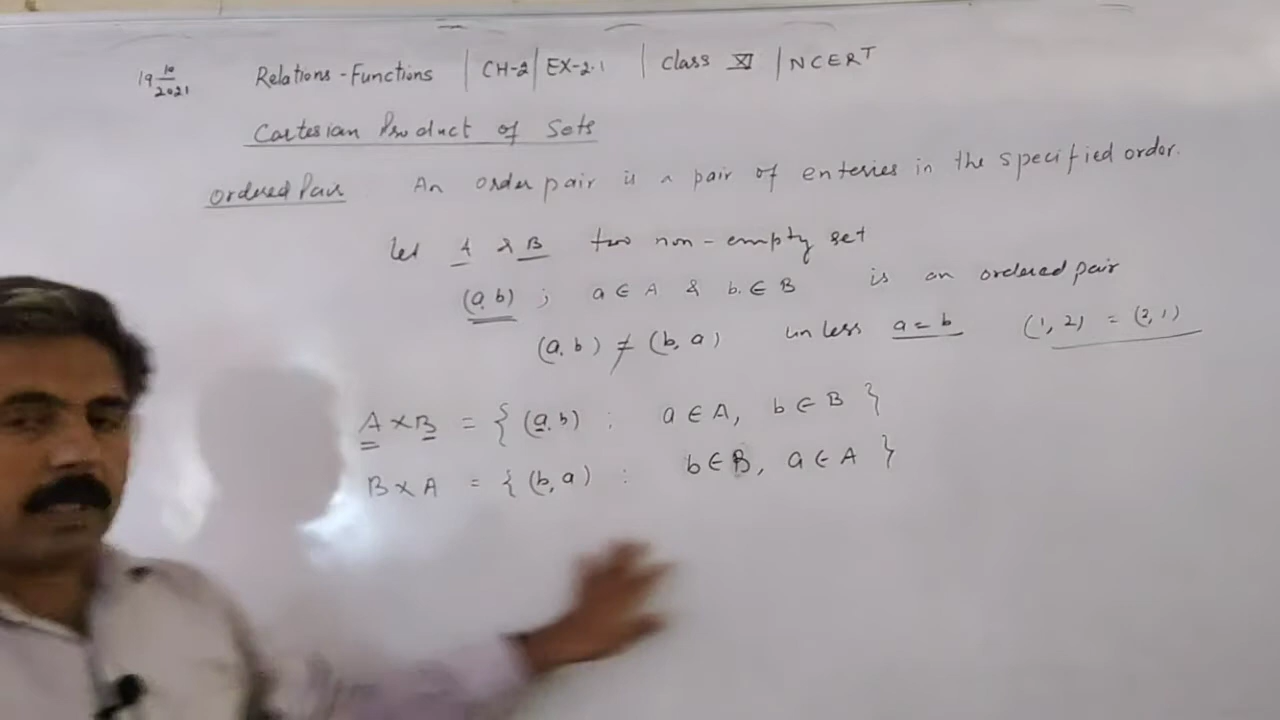 19 10/2021 Relations-Functions | CH-2 | EX-2.1 | Class XI | NCERT
Cartesian Product of Sets
Ordered Pair An order pair is a pair of enteries in the specified order.
Let A & B two non-empty set
(a, b) ; a ∈ A & b ∈ B is an ordered pair
(a, b) ≠ (b, a) unless a = b (1, 2) = (2, 1)
A × B = { (a, b) : a ∈ A, b ∈ B }
B × A = { (b, a) : b ∈ B, a ∈ A }